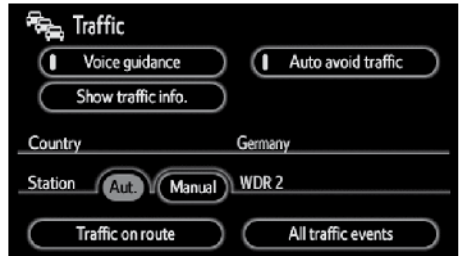 Traffic
Voice guidance Auto avoid traffic
Show traffic info.
Country Germany
Station Aut. Manual WDR 2
Traffic on route All traffic events